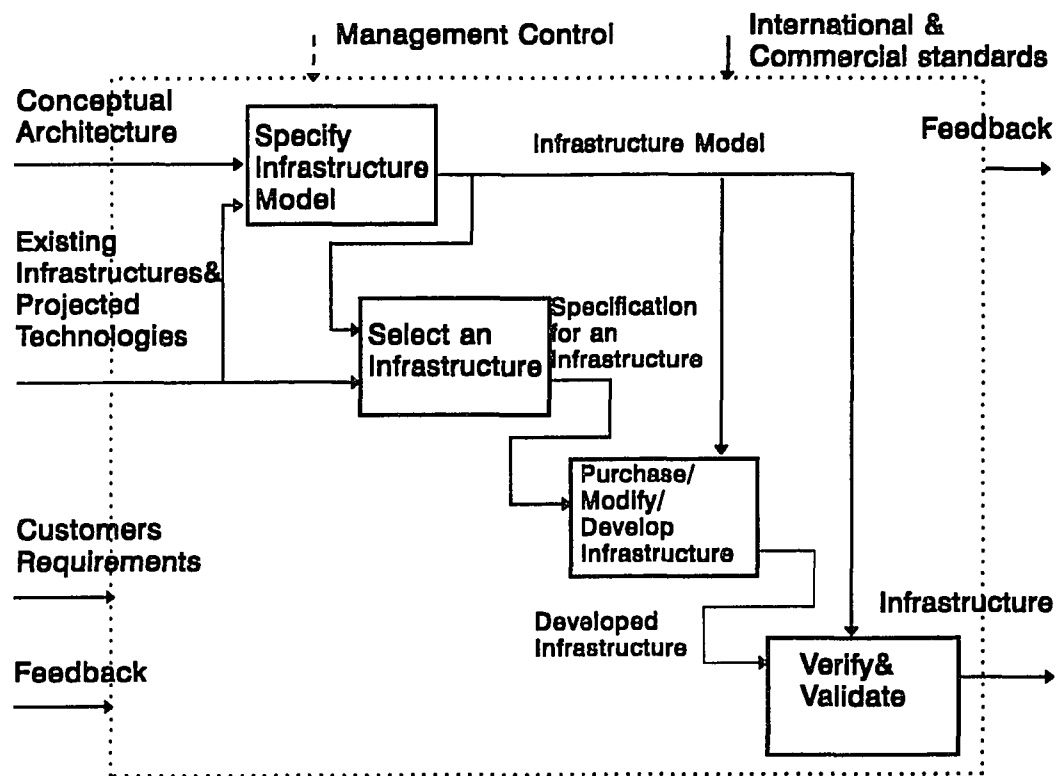 Management Control
International &
Commercial standards
Conceptual
Architecture
Specify
Infrastructure
Model
Infrastructure Model
Feedback
Existing
Infrastructures&
Projected
Technologies
Select an
Infrastructure
Specification
for an
Infrastructure
Purchase/
Modify/
Develop
Infrastructure
Customers
Requirements
Developed
Infrastructure
Infrastructure
Feedback
Verify&
Validate